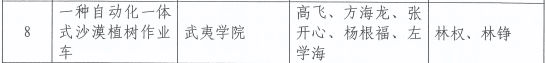 8
一种自动化一体
式沙漠植树作业
车
武夷学院
高飞、方海龙、张
开心、杨根福、左
学海
林权、林铮